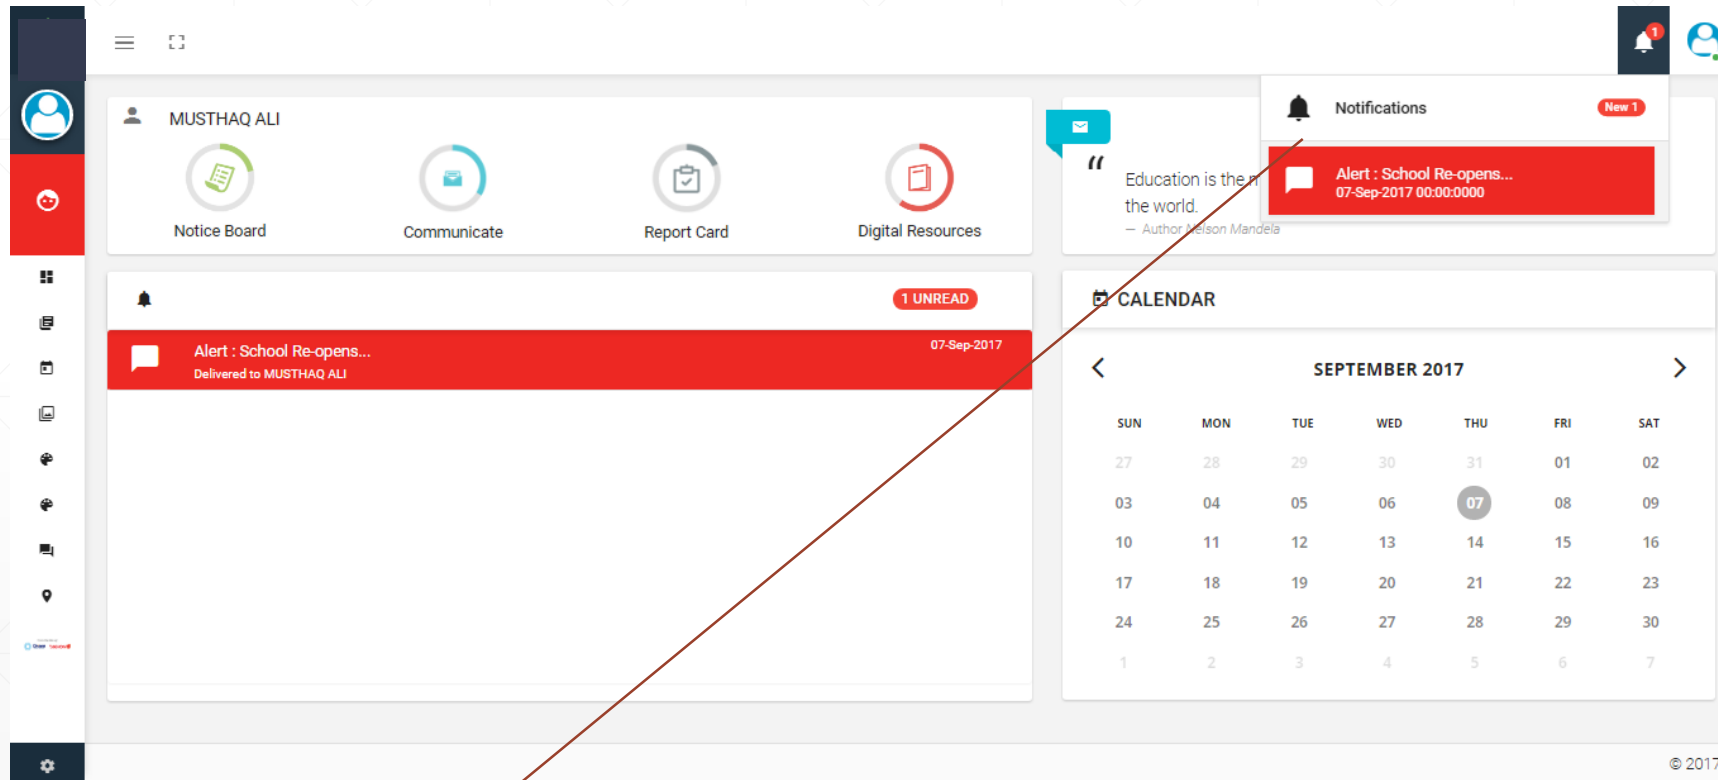 1
Notifications
New 1
Alert : School Re-opens...
07-Sep-2017 00:00:0000
MUSTHAQ ALI
Notice Board
Communicate
Report Card
Digital Resources
“
Education is the
the world.
— Author Nelson Mandela
1 UNREAD
Alert : School Re-opens...
07-Sep-2017
Delivered to MUSTHAQ ALI
CALENDAR
SEPTEMBER 2017
SUN MON TUE WED THU FRI SAT
27 28 29 30 31 01 02
03 04 05 06 07 08 09
10 11 12 13 14 15 16
17 18 19 20 21 22 23
24 25 26 27 28 29 30
1 2 3 4 5 6 7
© 2017